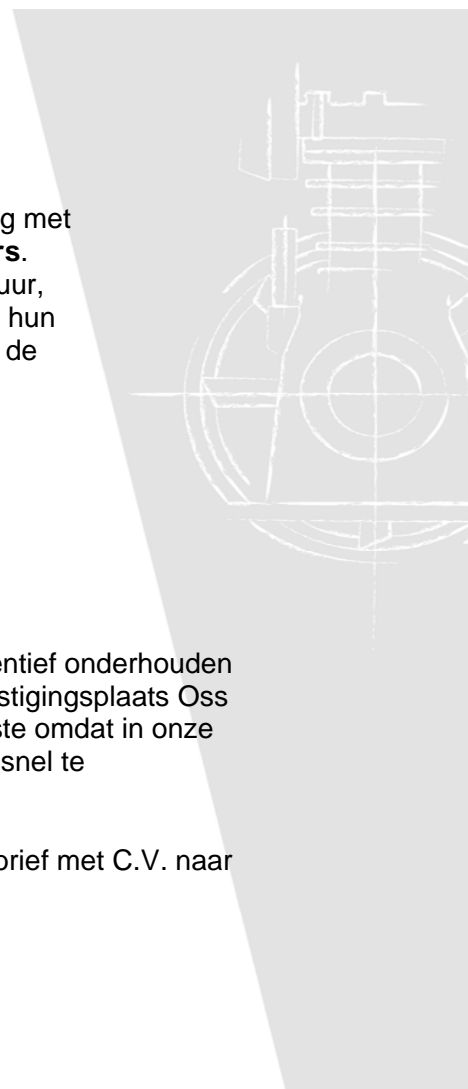 g met
rs.
uur,
hun
de
entief onderhouden
stigingsplaats Oss
ste omdat in onze
snel te
brief met C.V. naar